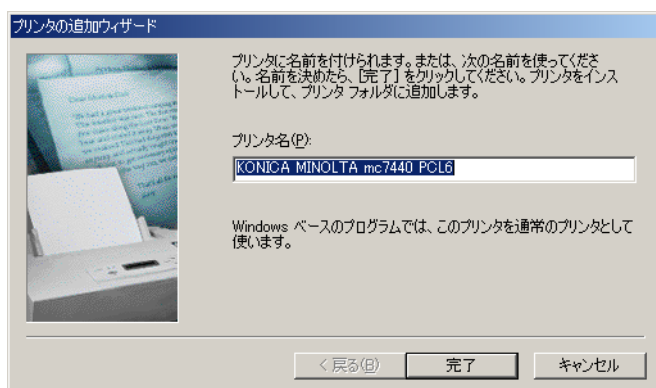 プリンタの追加ウィザード
プリンタに名前を付けられます。または、次の名前を使ってくださ
い。名前を決めたら、[完了] をクリックしてください。プリンタをインス
トールして、プリンタ フォルダに追加します。
プリンタ名(P):
KONICA MINOLTA mc7440 PCL6
Windows ベースのプログラムでは、このプリンタを通常のプリンタとして
使います。
< 戻る(B)
完了
キャンセル